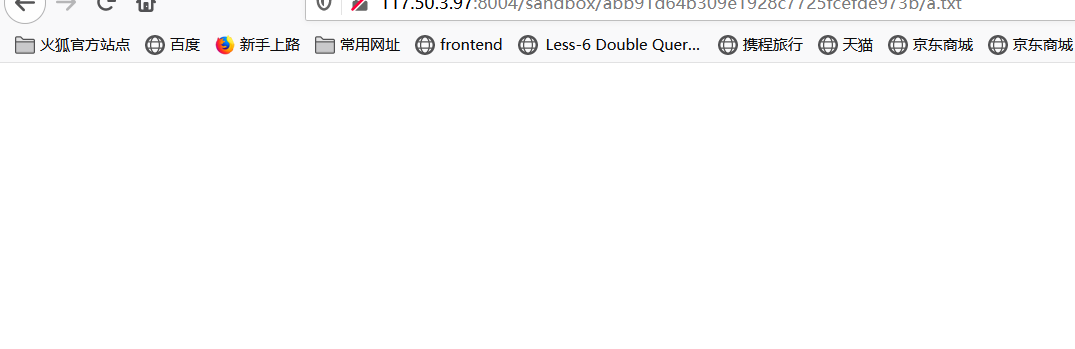 117.50.3.97:8004/sandbox/abb91d64b309e1928c7725fcefde973b/a.txt
火狐官方站点 百度 新手上路 常用网址 frontend Less-6 Double Quer... 携程旅行 天猫 京东商城 京东商城